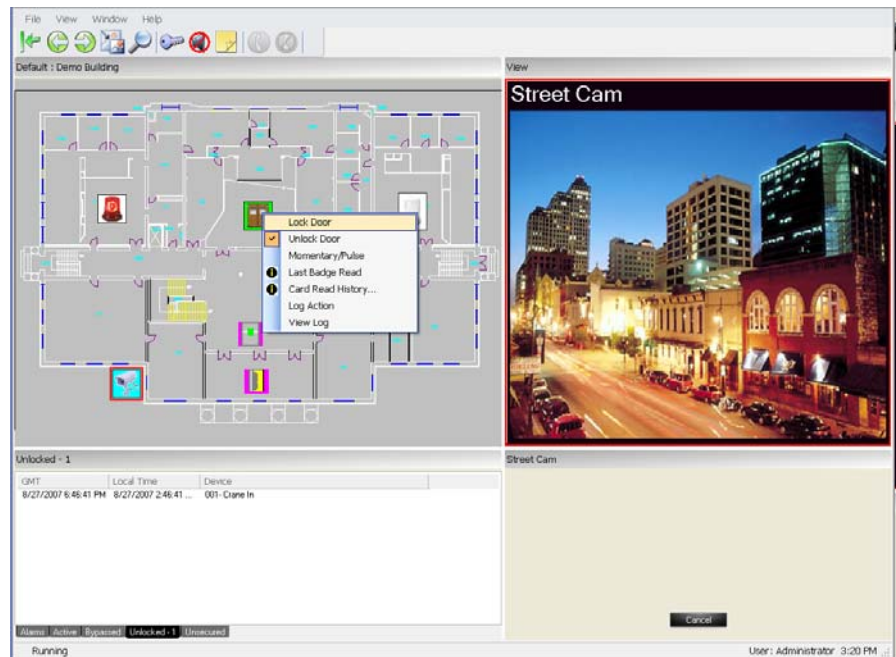 File View Window Help
Default : Demo Building
View
Street Cam
Lock Door
Unlock Door
Momentary/Pulse
Last Badge Read
Card Read History...
Log Action
View Log
Unlocked - 1
Street Cam
GMT Local Time Device
8/27/2007 6:46:41 PM 8/27/2007 2:46:41 ... 001- Crane In
Cancel
Alarms Active Bypassed Unlocked - 1 Unsecured
Running User: Administrator 3:20 PM